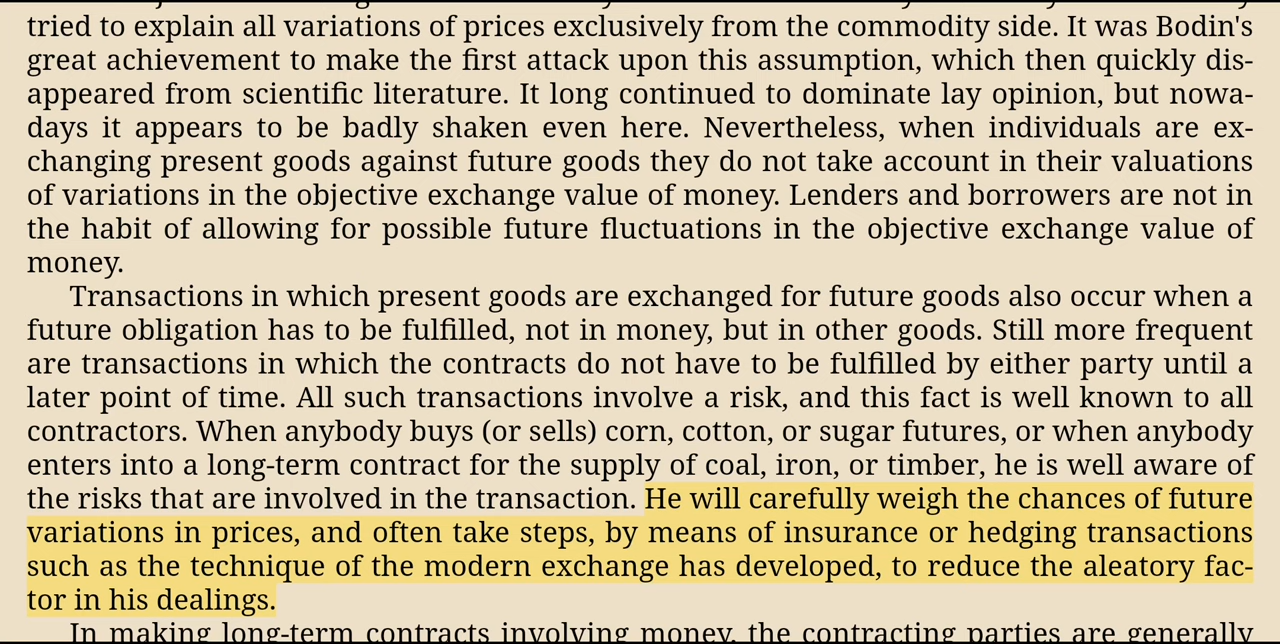 tried to explain all variations of prices exclusively from the commodity side. It was Bodin's
great achievement to make the first attack upon this assumption, which then quickly dis-
appeared from scientific literature. It long continued to dominate lay opinion, but nowa-
days it appears to be badly shaken even here. Nevertheless, when individuals are ex-
changing present goods against future goods they do not take account in their valuations
of variations in the objective exchange value of money. Lenders and borrowers are not in
the habit of allowing for possible future fluctuations in the objective exchange value of
money.
Transactions in which present goods are exchanged for future goods also occur when a
future obligation has to be fulfilled, not in money, but in other goods. Still more frequent
are transactions in which the contracts do not have to be fulfilled by either party until a
later point of time. All such transactions involve a risk, and this fact is well known to all
contractors. When anybody buys (or sells) corn, cotton, or sugar futures, or when anybody
enters into a long-term contract for the supply of coal, iron, or timber, he is well aware of
the risks that are involved in the transaction. He will carefully weigh the chances of future
variations in prices, and often take steps, by means of insurance or hedging transactions
such as the technique of the modern exchange has developed, to reduce the aleatory fac-
tor in his dealings.
In making long-term contracts involving money, the contracting parties are generally